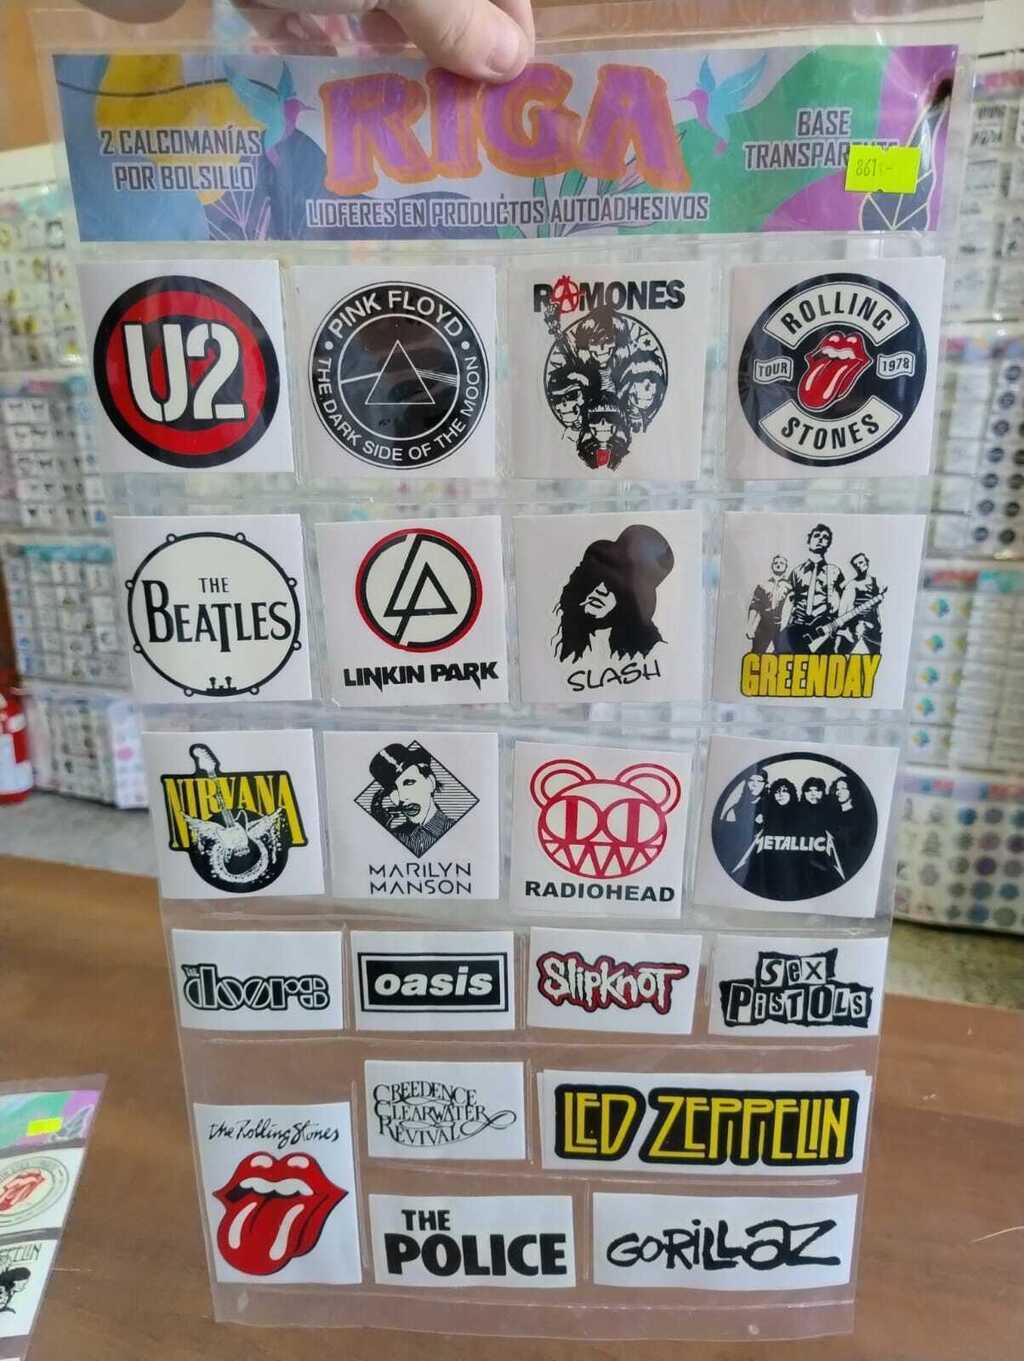 RIGA
2 CALCOMANÍAS
POR BOLSILLO
BASE
LIDFERES EN PRODUCTOS AUTOADHESIVOS
U2
PINK FLOYD
THE DARK SIDE OF THE MOON
RAMONES
ROLLING
TOUR 1978
STONES
THE
BEATLES
LINKIN PARK
SLASH
GREENDAY
NIRVANA
MARILYN
MANSON
RADIOHEAD
METALLICA
THE
doors
oasis
SlipKnoT
SEX
PISTOLS
the Rolling Stones
CREEDENCE
CLEARWATER
REVIVAL
LED ZEPPELIN
THE
POLICE
GORILLAZ